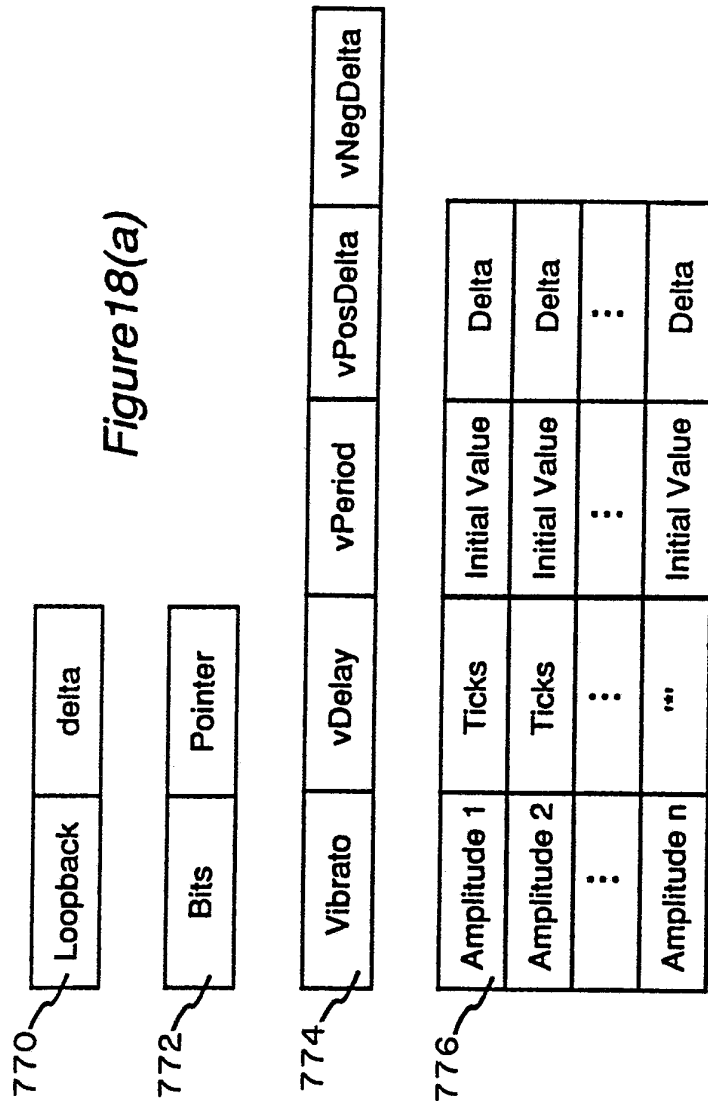 Figure18(a)
770 Loopback delta
772 Bits Pointer
774 Vibrato vDelay vPeriod vPosDelta vNegDelta
776 Amplitude 1 Ticks Initial Value Delta
Amplitude 2 Ticks Initial Value Delta
... ... ... ...
Amplitude n "*" Initial Value Delta